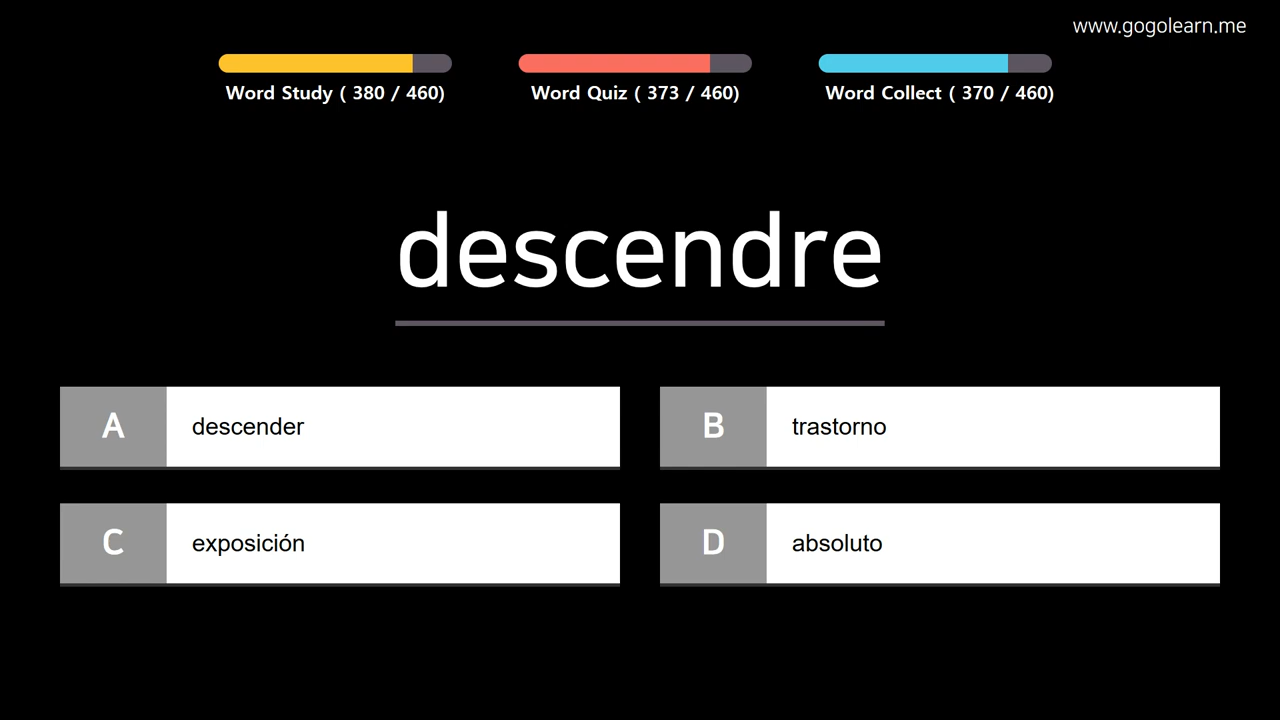 www.gogolearn.me
Word Study ( 380 / 460)
Word Quiz ( 373 / 460)
Word Collect ( 370 / 460)
descendre
A descender
B trastorno
C exposición
D absoluto